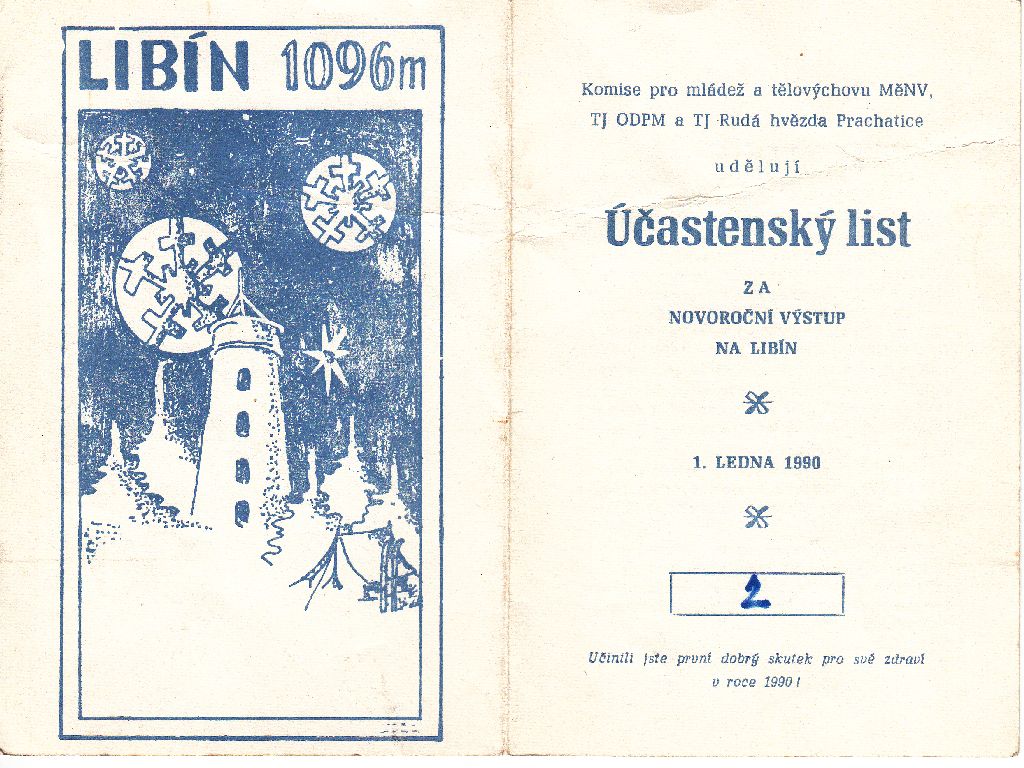 LIBÍN 1096m
Komise pro mládež a tělovýchovu MěNV,
TJ ODPM a TJ Rudá hvězda Prachatice
udělují
Účastenský list
ZA
NOVOROČNÍ VÝSTUP
NA LIBÍN
1. LEDNA 1990
2
Učinili jste první dobrý skutek pro své zdraví
v roce 1990!